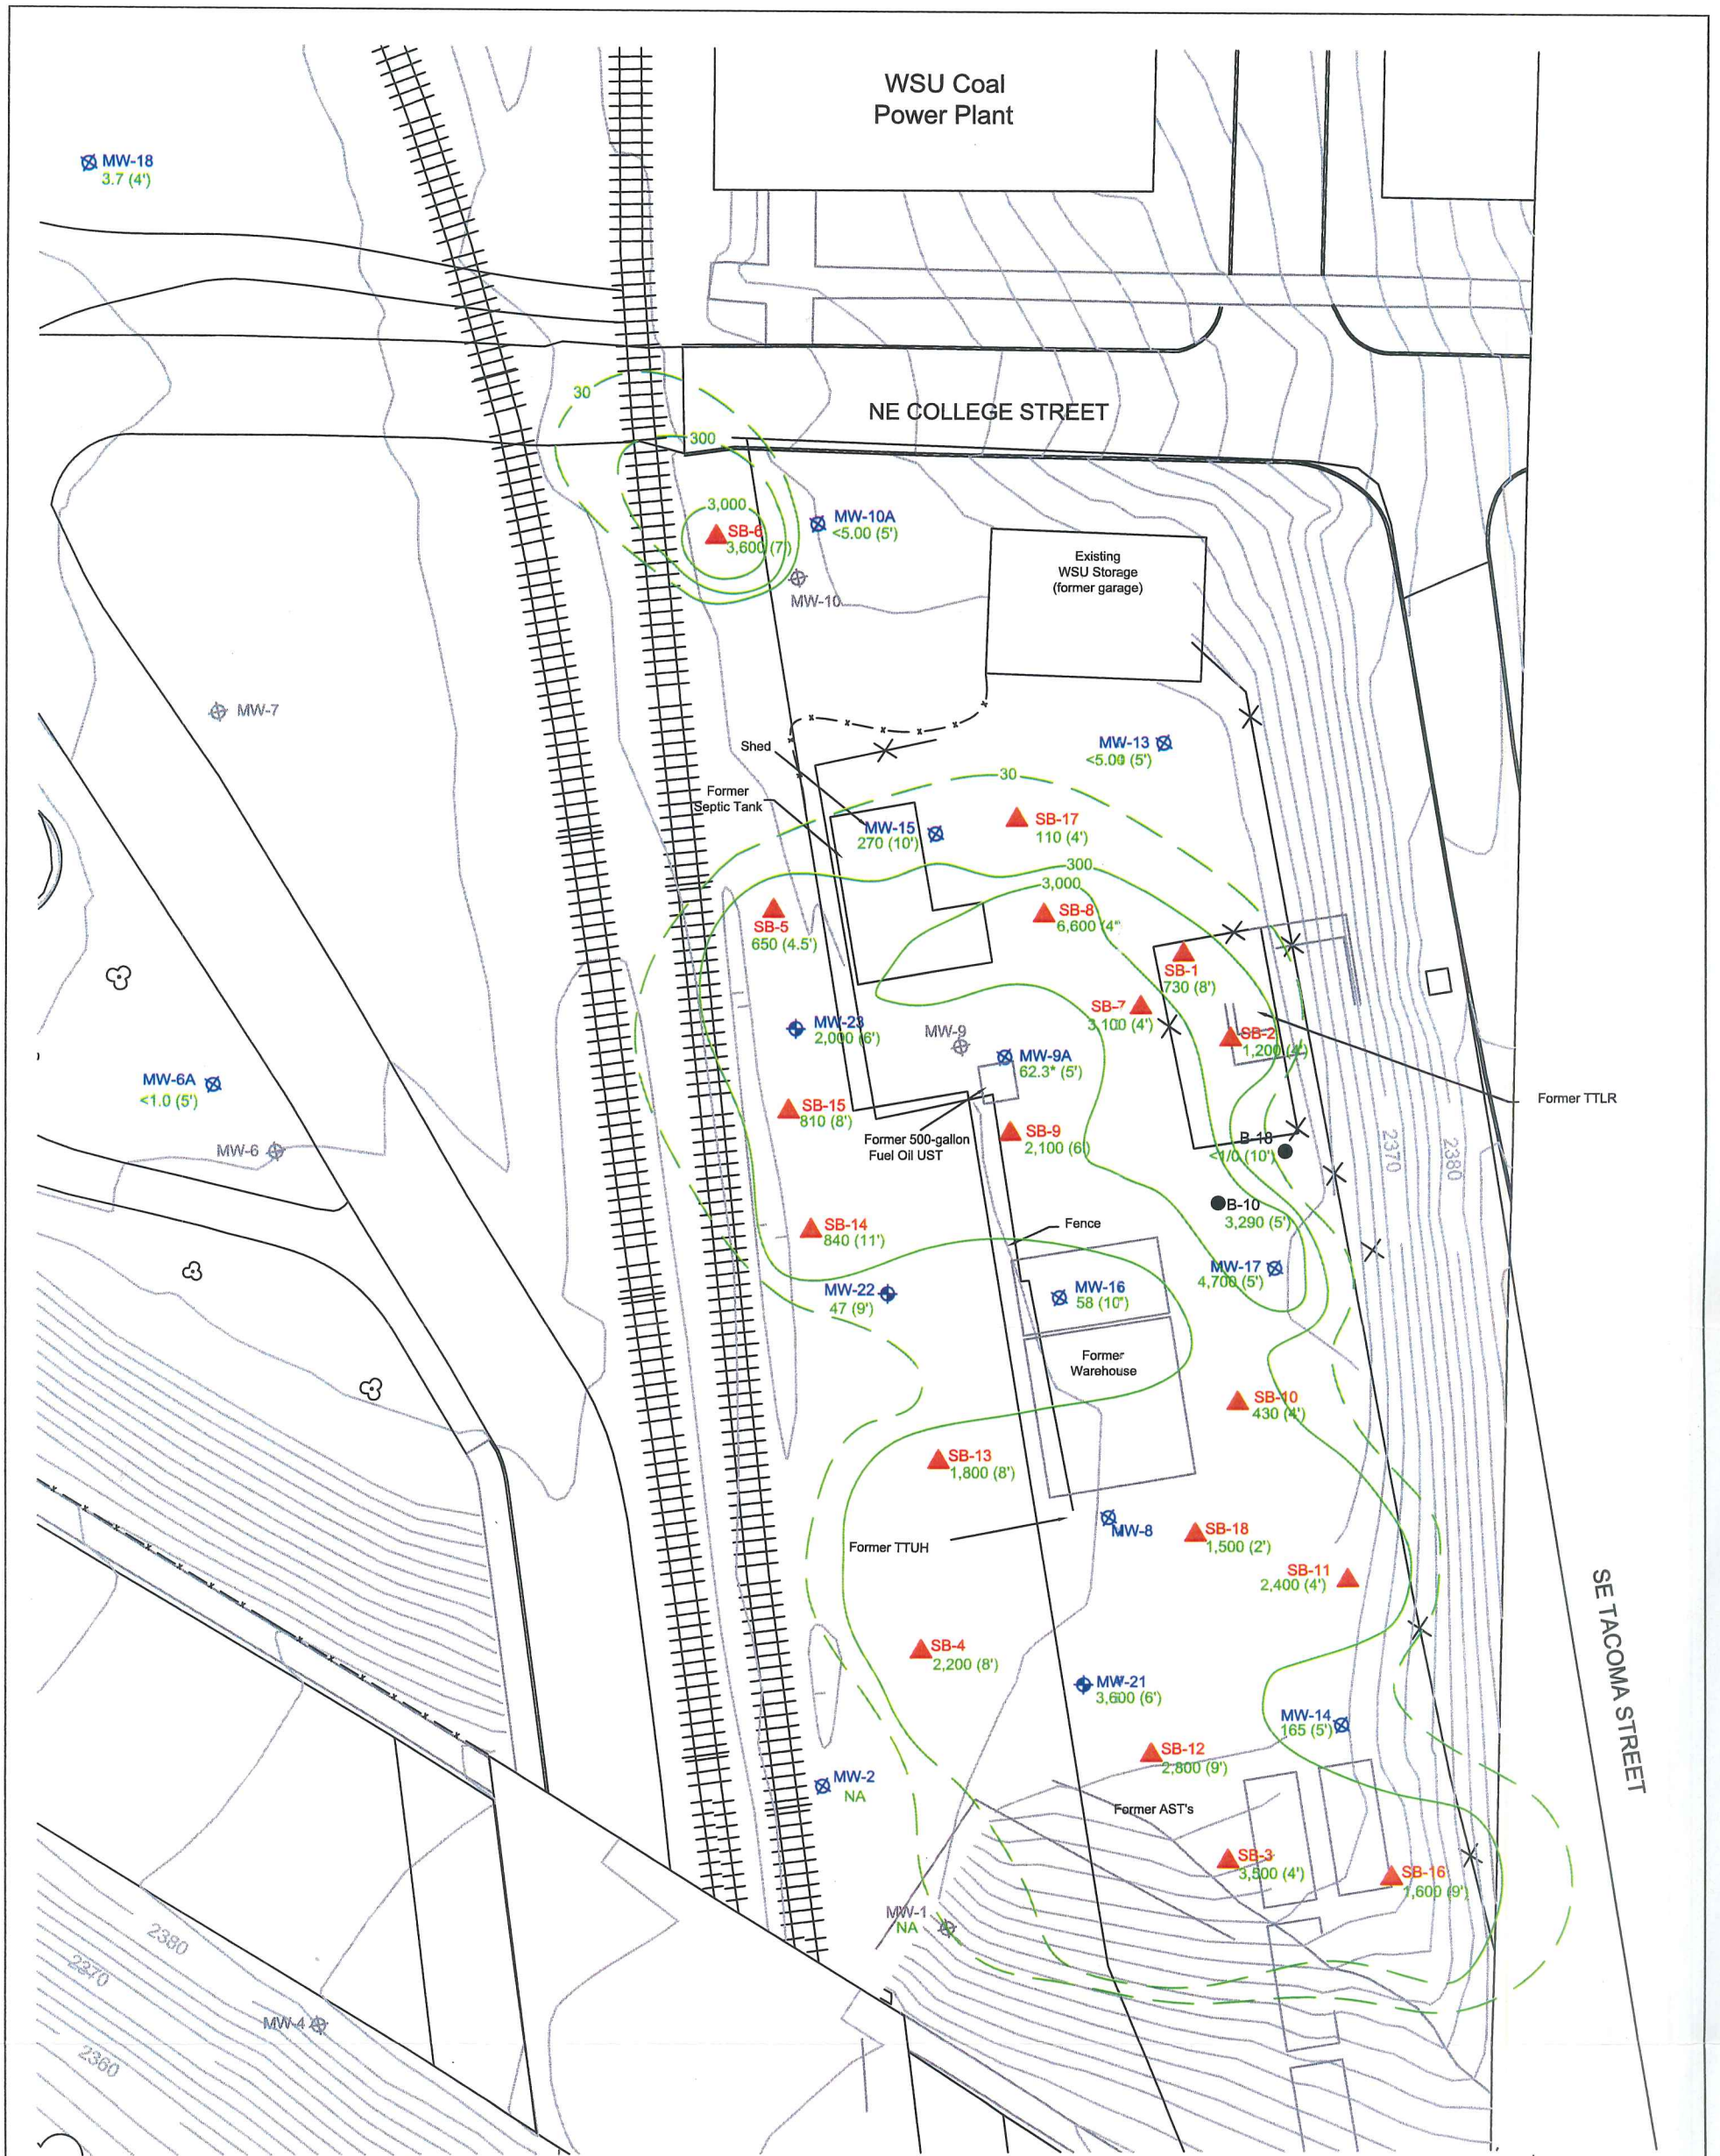 WSU Coal
Power Plant
MW-18
3.7 (4')
30
NE COLLEGE STREET
300
3,000
SB-6
3,600 (7')
MW-10A
<5.00 (5')
MW-10
Existing
WSU Storage
(former garage)
MW-7
MW-13
<5.00 (5')
Shed
30
Former
Septic Tank
MW-15
270 (10')
SB-17
110 (4')
300
3,000
SB-8
6,600 (4'
SB-5
650 (4.5')
SB-1
730 (8')
SB-7
3,100 (4')
MW-23
2,000 (6')
MW-9
SB-2
1,200 (4')
MW-9A
62.3* (5')
MW-6A
<1.0 (5')
Former TTLR
SB-15
810 (8')
SB-9
2,100 (6)
Former 500-gallon
Fuel Oil UST
B-18
<1/0 (10')
MW-6
2370
2380
B-10
3,290 (5')
SB-14
840 (11')
Fence
MW-17
4,700 (5')
MW-22
47 (9')
MW-16
58 (10")
Former
Warehouse
SB-10
430 (4')
SB-13
1,800 (8')
MW-8
SB-18
1,500 (2')
Former TTUH
SB-11
2,400 (4')
SE TACOMA STREET
SB-4
2,200 (8')
MW-21
3,600 (6')
MW-14
165 (5')
SB-12
2,800 (9')
MW-2
NA
Former AST's
SB-3
3,500 (4')
SB-16
1,600 (9')
MW-1
NA
2380
2370
MW-4
2360